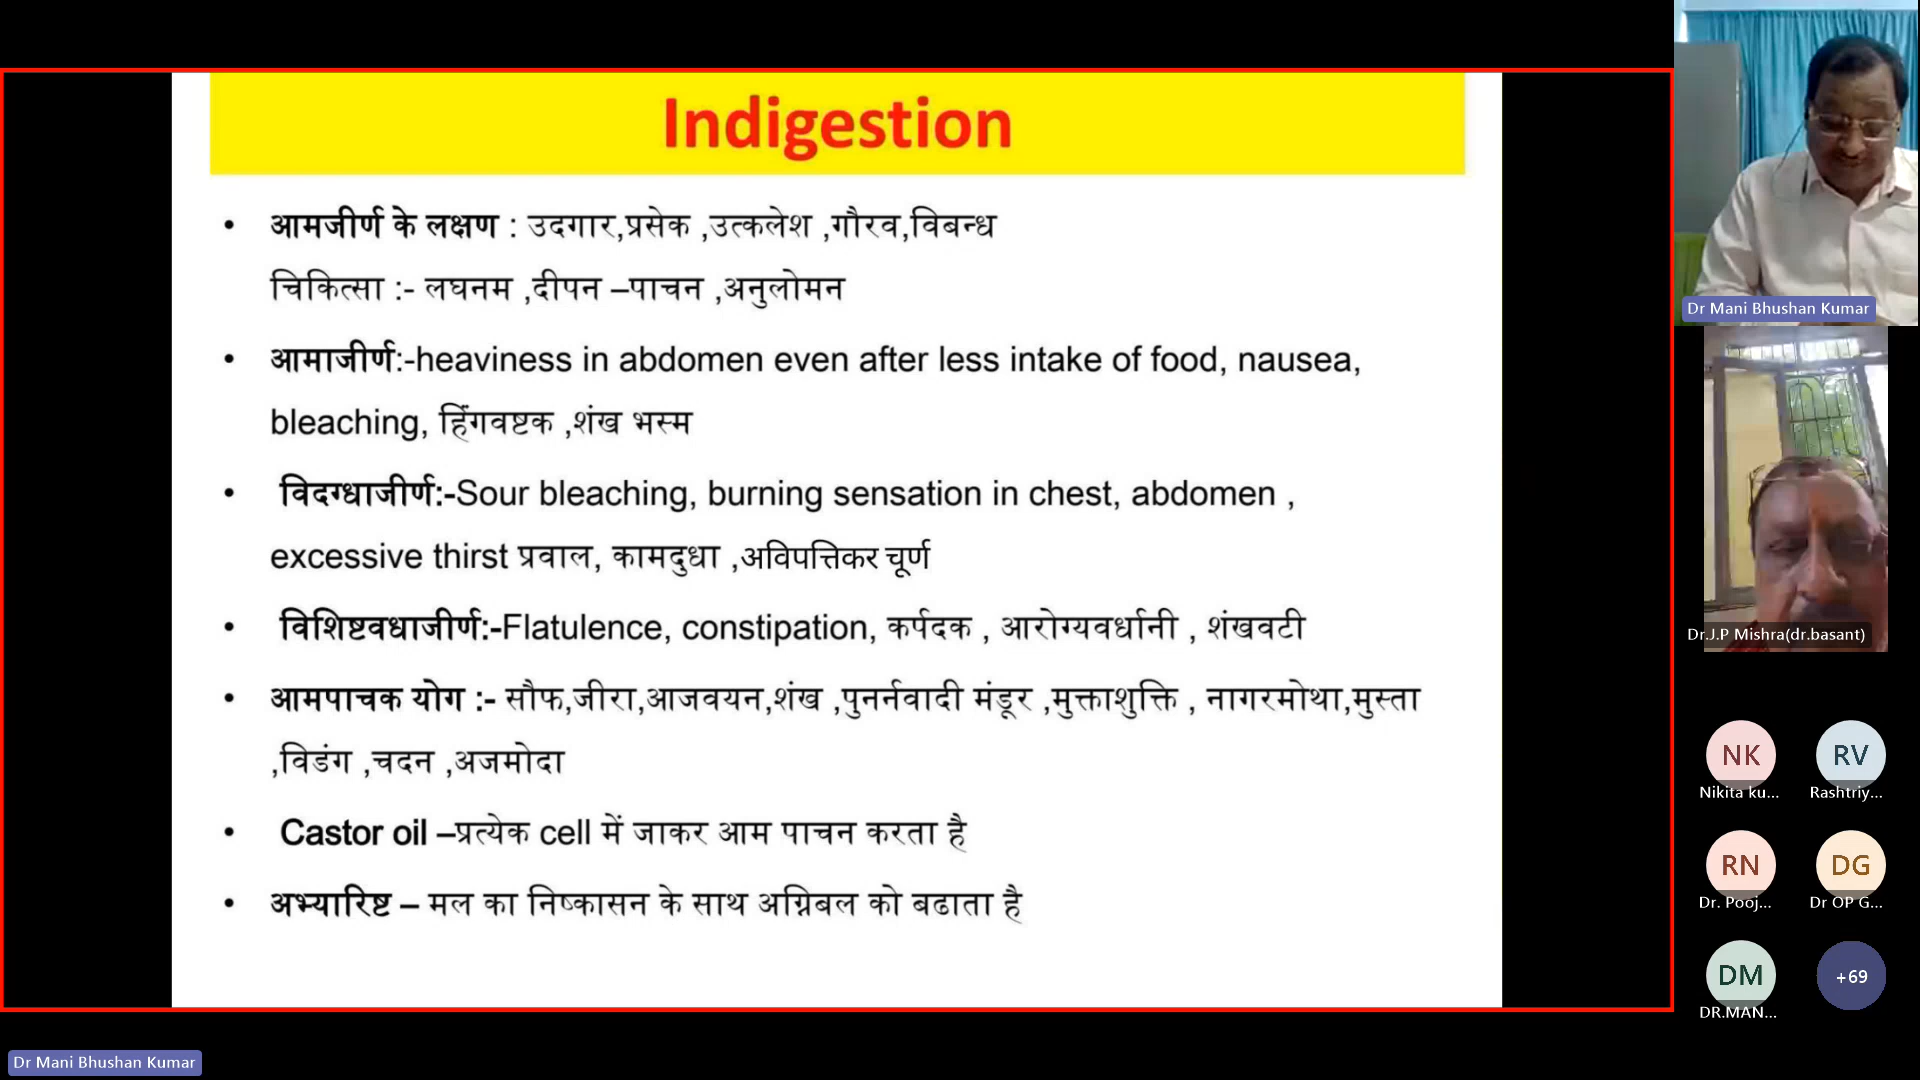 Indigestion
• आमजीर्ण के लक्षण : उदगार,प्रसेक ,उत्कलेश ,गौरव,विबन्ध
चिकित्सा :- लघनम ,दीपन –पाचन ,अनुलोमन
• आमाजीर्ण:-heaviness in abdomen even after less intake of food, nausea,
bleaching, हिंगवष्टक ,शंख भस्म
• विदग्धाजीर्ण:-Sour bleaching, burning sensation in chest, abdomen ,
excessive thirst प्रवाल, कामदुधा ,अविपत्तिकर चूर्ण
• विशिष्टवधाजीर्ण:-Flatulence, constipation, कर्पदक , आरोग्यवर्धानी , शंखवटी
• आमपाचक योग :- सौफ,जीरा,आजवयन,शंख ,पुनर्नवादी मंडूर ,मुक्ताशुक्ति , नागरमोथा,मुस्ता
,विडंग ,चदन ,अजमोदा
• Castor oil –प्रत्येक cell में जाकर आम पाचन करता है
• अभ्यारिष्ट – मल का निष्कासन के साथ अग्निबल को बढाता है
Dr Mani Bhushan Kumar
Dr.J.P Mishra(dr.basant)
NK RV
Nikita ku... Rashtriy...
RN DG
Dr. Pooj... Dr OP G...
DM +69
DR.MAN...
Dr Mani Bhushan Kumar